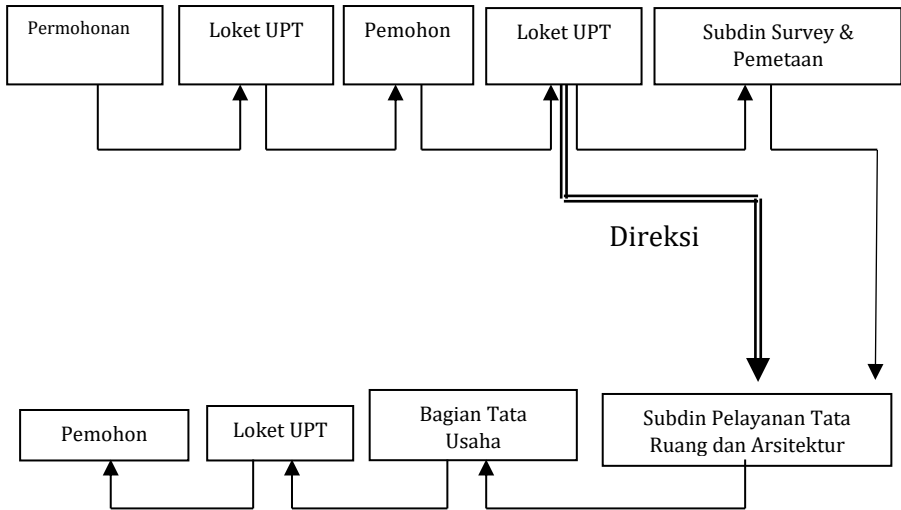 Permohonan
Loket UPT
Pemohon
Loket UPT
Subdin Survey &
Pemetaan
Direksi
Pemohon
Loket UPT
Bagian Tata
Usaha
Subdin Pelayanan Tata
Ruang dan Arsitektur